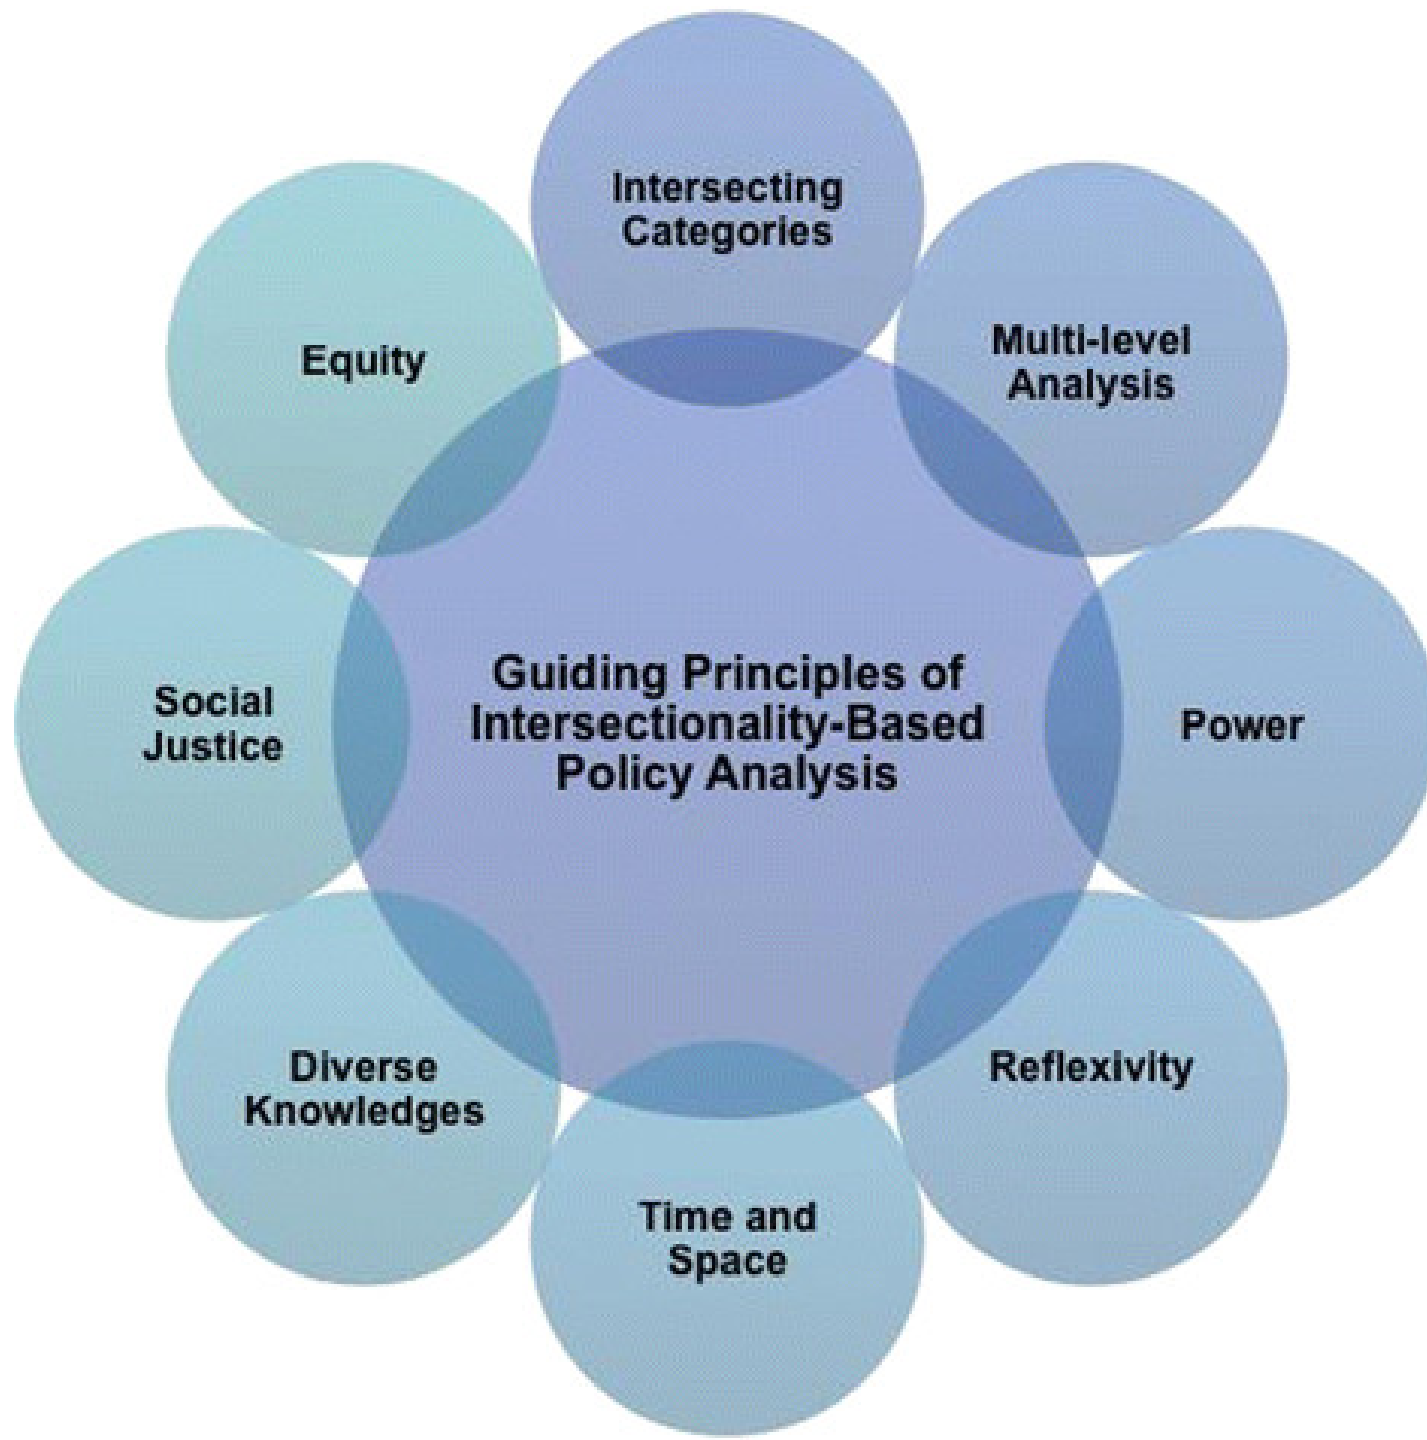 Intersecting
Categories
Multi-level
Analysis
Equity
Guiding Principles of
Intersectionality-Based
Policy Analysis
Social
Justice
Power
Diverse
Knowledges
Reflexivity
Time and
Space